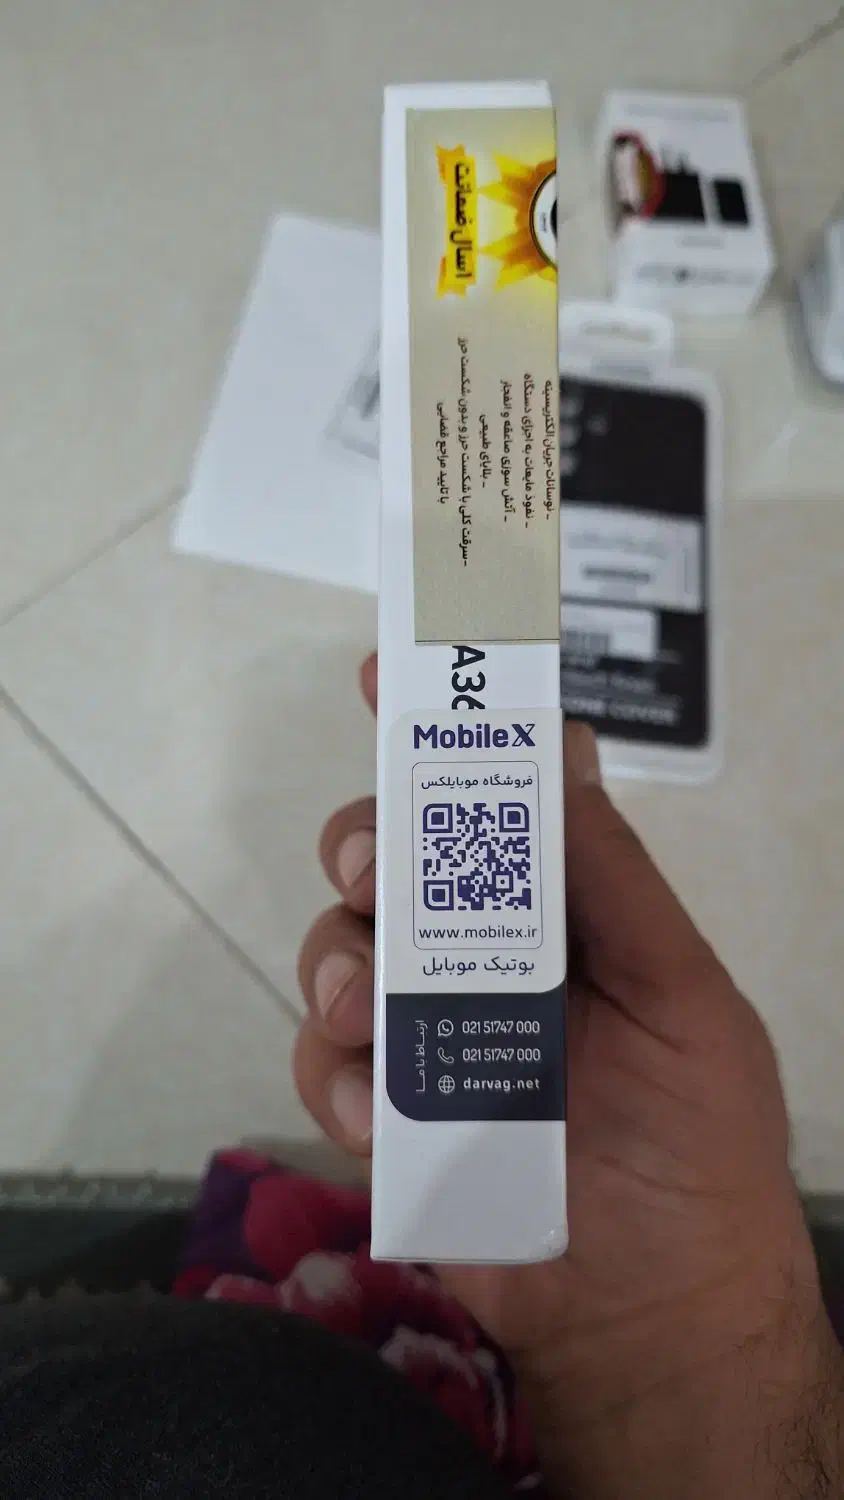 اسال ضمانت
- نوسانات جریان الکتریسیته
- نفوذ مایعات به اجزای دستگاه
- آتش سوزی صاعقه و انفجار
- بلایای طبیعی
-سرقت کلی با شکست حرز و بدون شکست حرز
با تایید مراجع قضایی
A36
MobileX
فروشگاه موبایلکس
www.mobilex.ir
بوتیک موبایل
ارتباط با ما
021 51747 000
021 51747 000
darvag.net